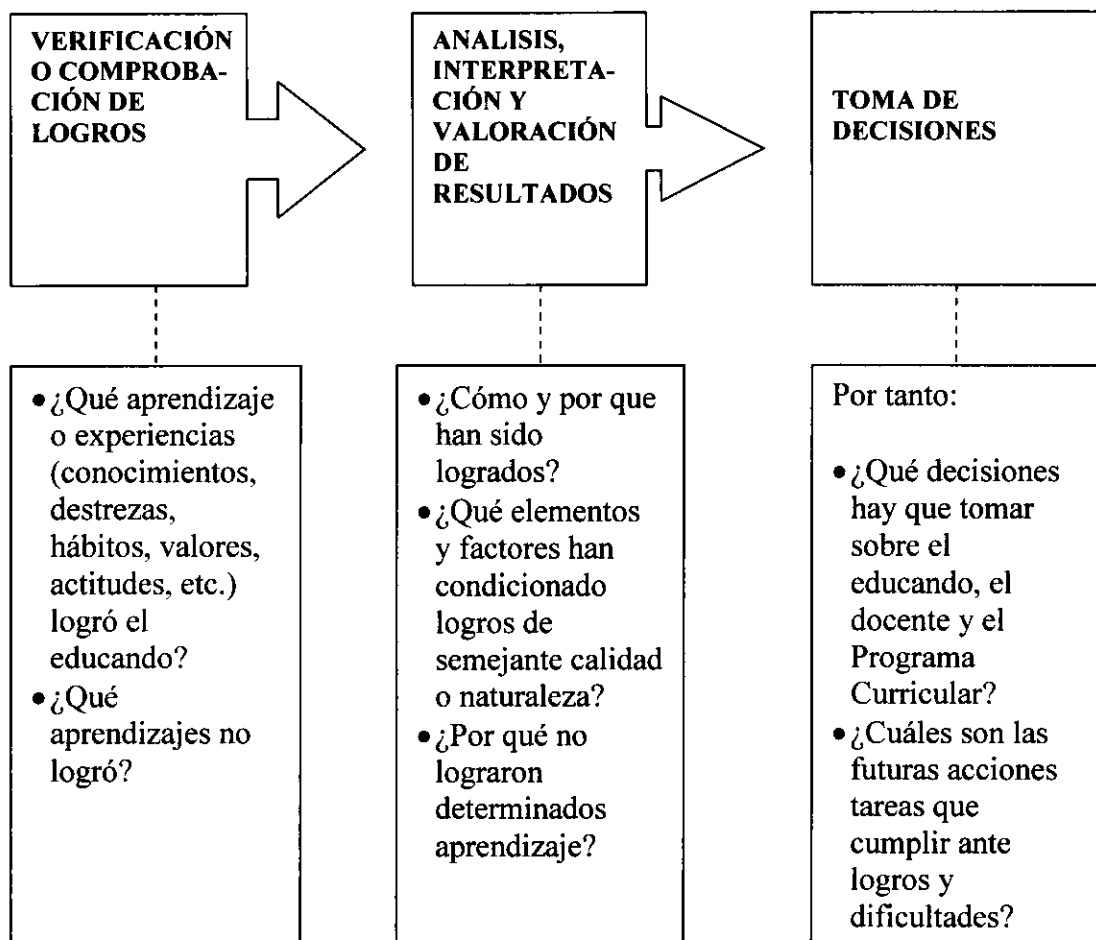 VERIFICACIÓN
O COMPROBA-
CIÓN DE
LOGROS
ANALISIS,
INTERPRETA-
CIÓN Y
VALORACIÓN
DE
RESULTADOS
TOMA DE
DECISIONES
• ¿Qué aprendizaje
o experiencias
(conocimientos,
destrezas,
hábitos, valores,
actitudes, etc.)
logró el
educando?
• ¿Qué
aprendizajes no
logró?
• ¿Cómo y por que
han sido
logrados?
• ¿Qué elementos
y factores han
condicionado
logros de
semejante calidad
o naturaleza?
• ¿Por qué no
lograron
determinados
aprendizaje?
Por tanto:
• ¿Qué decisiones
hay que tomar
sobre el
educando, el
docente y el
Programa
Curricular?
• ¿Cuáles son las
futuras acciones
tareas que
cumplir ante
logros y
dificultades?